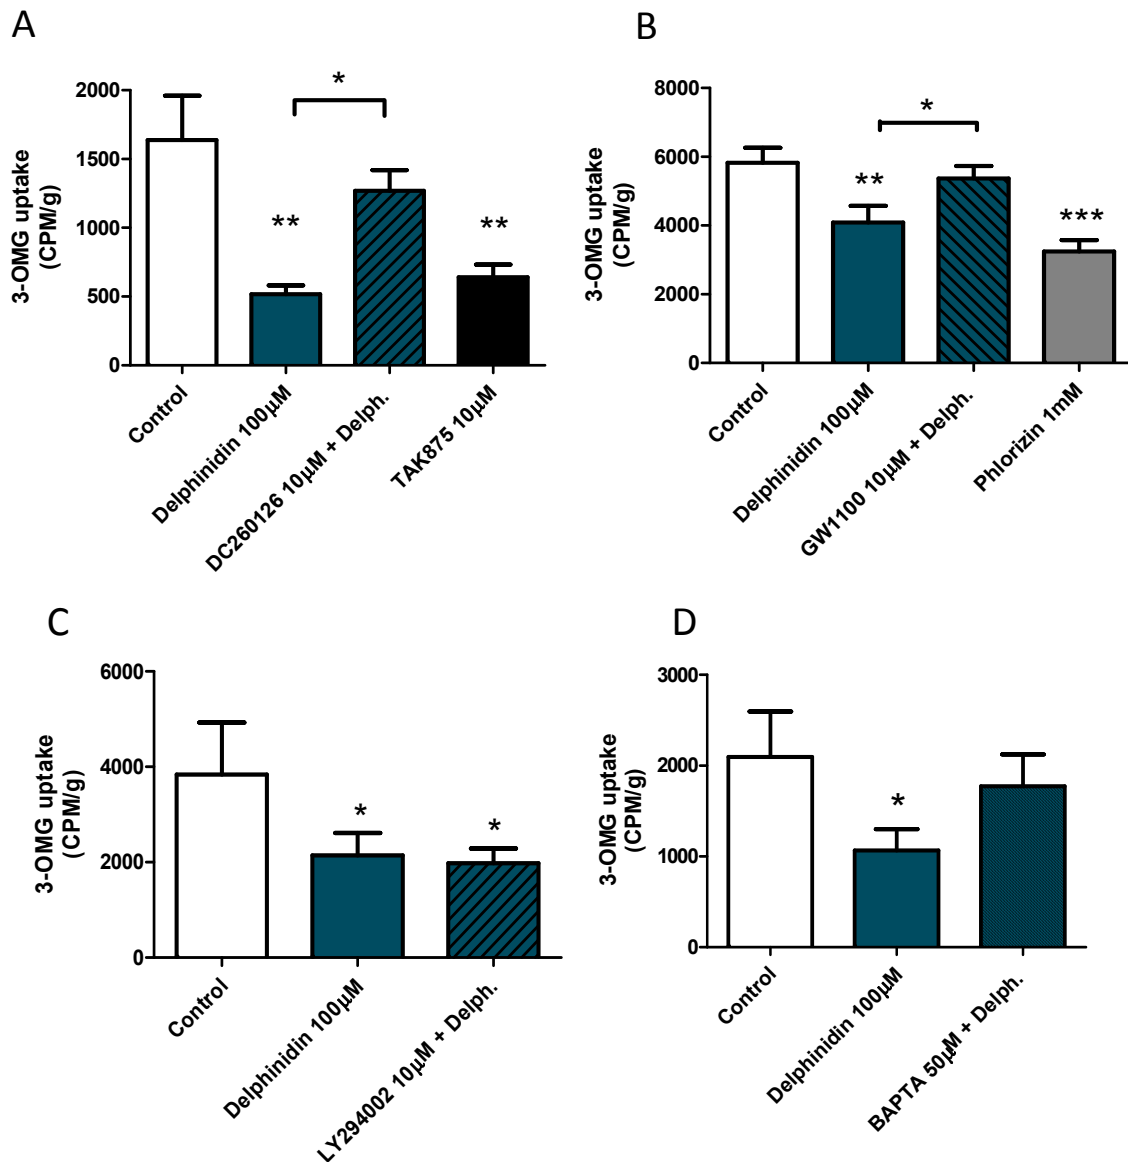 A
3-OMG uptake
(CPM/g)
2000
1500
1000
500
0
*
**
**
Control
Delphinidin 100µM
DC260126 10µM + Delph.
TAK875 10µM
B
3-OMG uptake
(CPM/g)
8000
6000
4000
2000
0
*
**
***
Control
Delphinidin 100µM
GW1100 10µM + Delph.
Phlorizin 1mM
C
3-OMG uptake
(CPM/g)
6000
4000
2000
0
*
*
Control
Delphinidin 100µM
LY294002 10µM + Delph.
D
3-OMG uptake
(CPM/g)
3000
2000
1000
0
*
Control
Delphinidin 100µM
BAPTA 50µM + Delph.